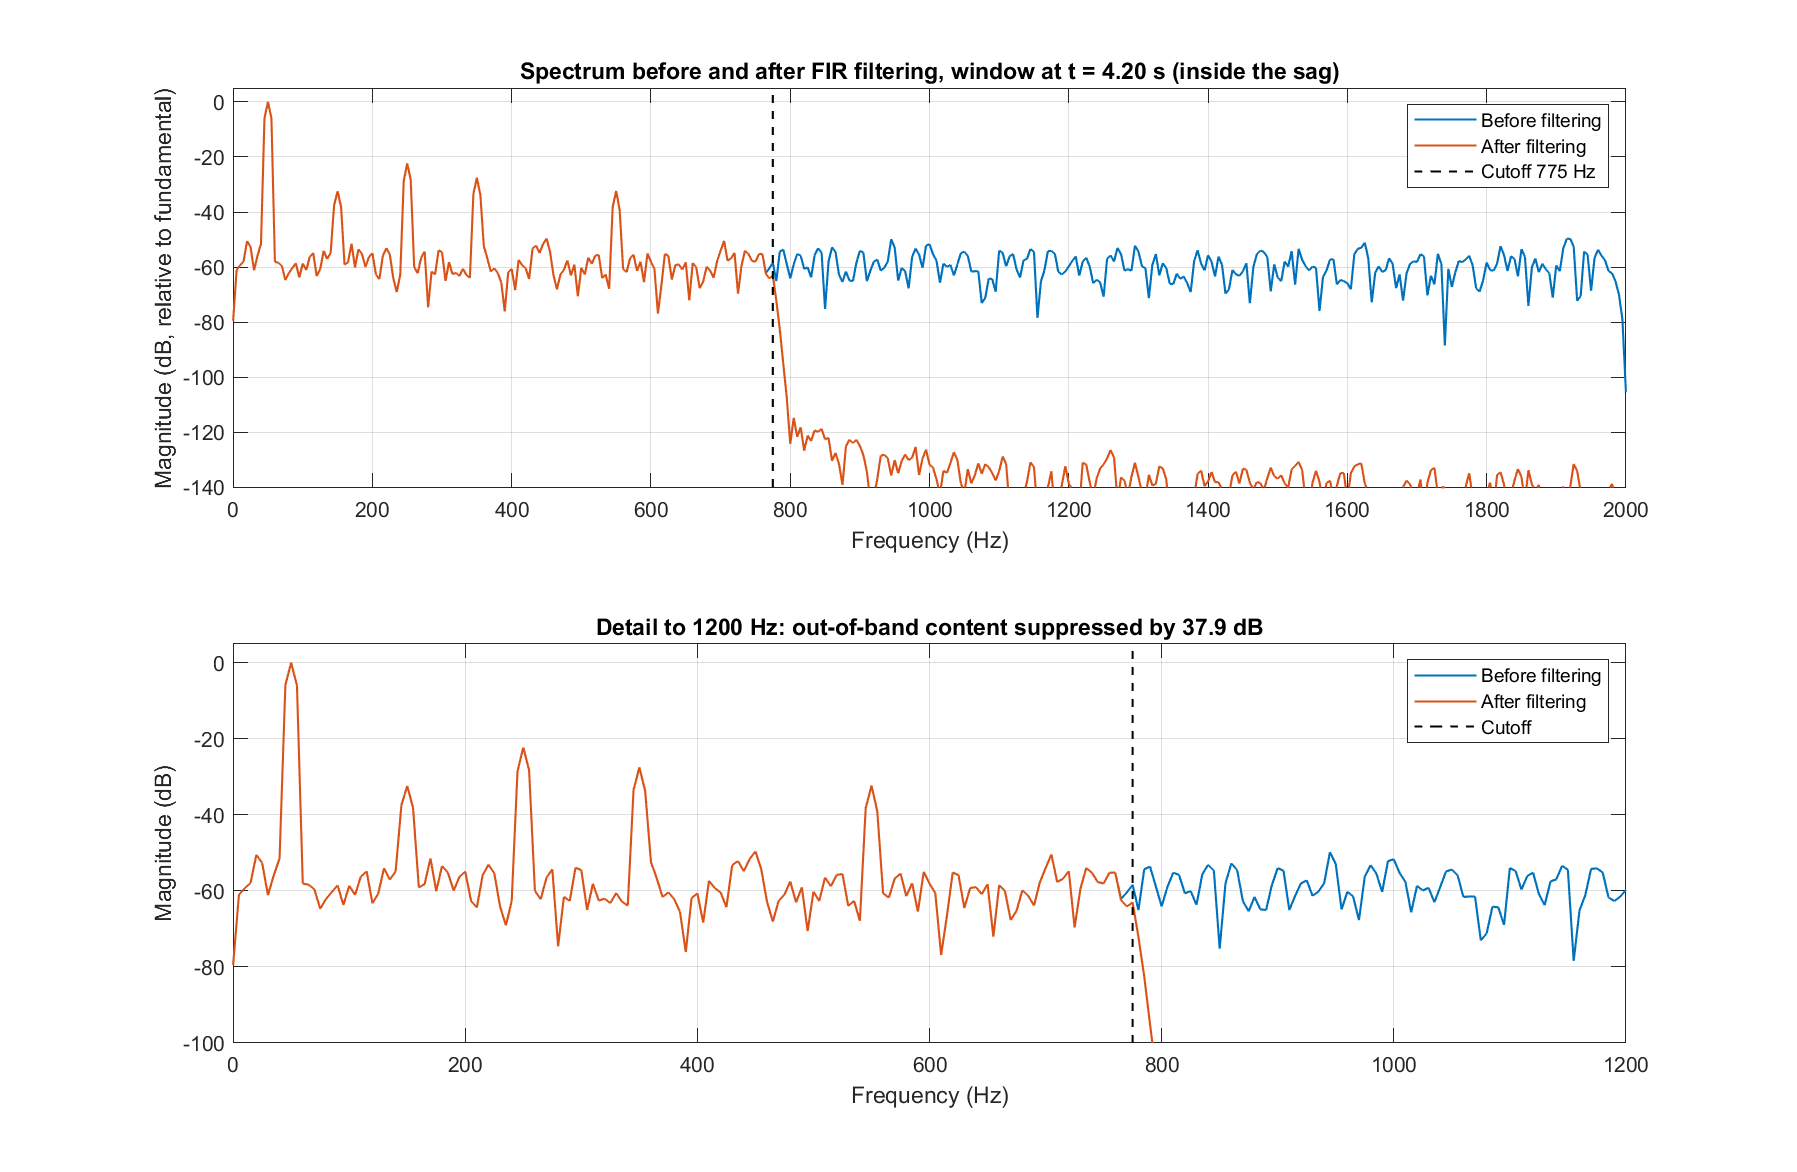 Spectrum before and after FIR filtering, window at t = 4.20 s (inside the sag)
Magnitude (dB, relative to fundamental)
0
-20
-40
-60
-80
-100
-120
-140
Before filtering
After filtering
Cutoff 775 Hz
0 200 400 600 800 1000 1200 1400 1600 1800 2000
Frequency (Hz)
Detail to 1200 Hz: out-of-band content suppressed by 37.9 dB
Magnitude (dB)
0
-20
-40
-60
-80
-100
Before filtering
After filtering
Cutoff
0 200 400 600 800 1000 1200
Frequency (Hz)